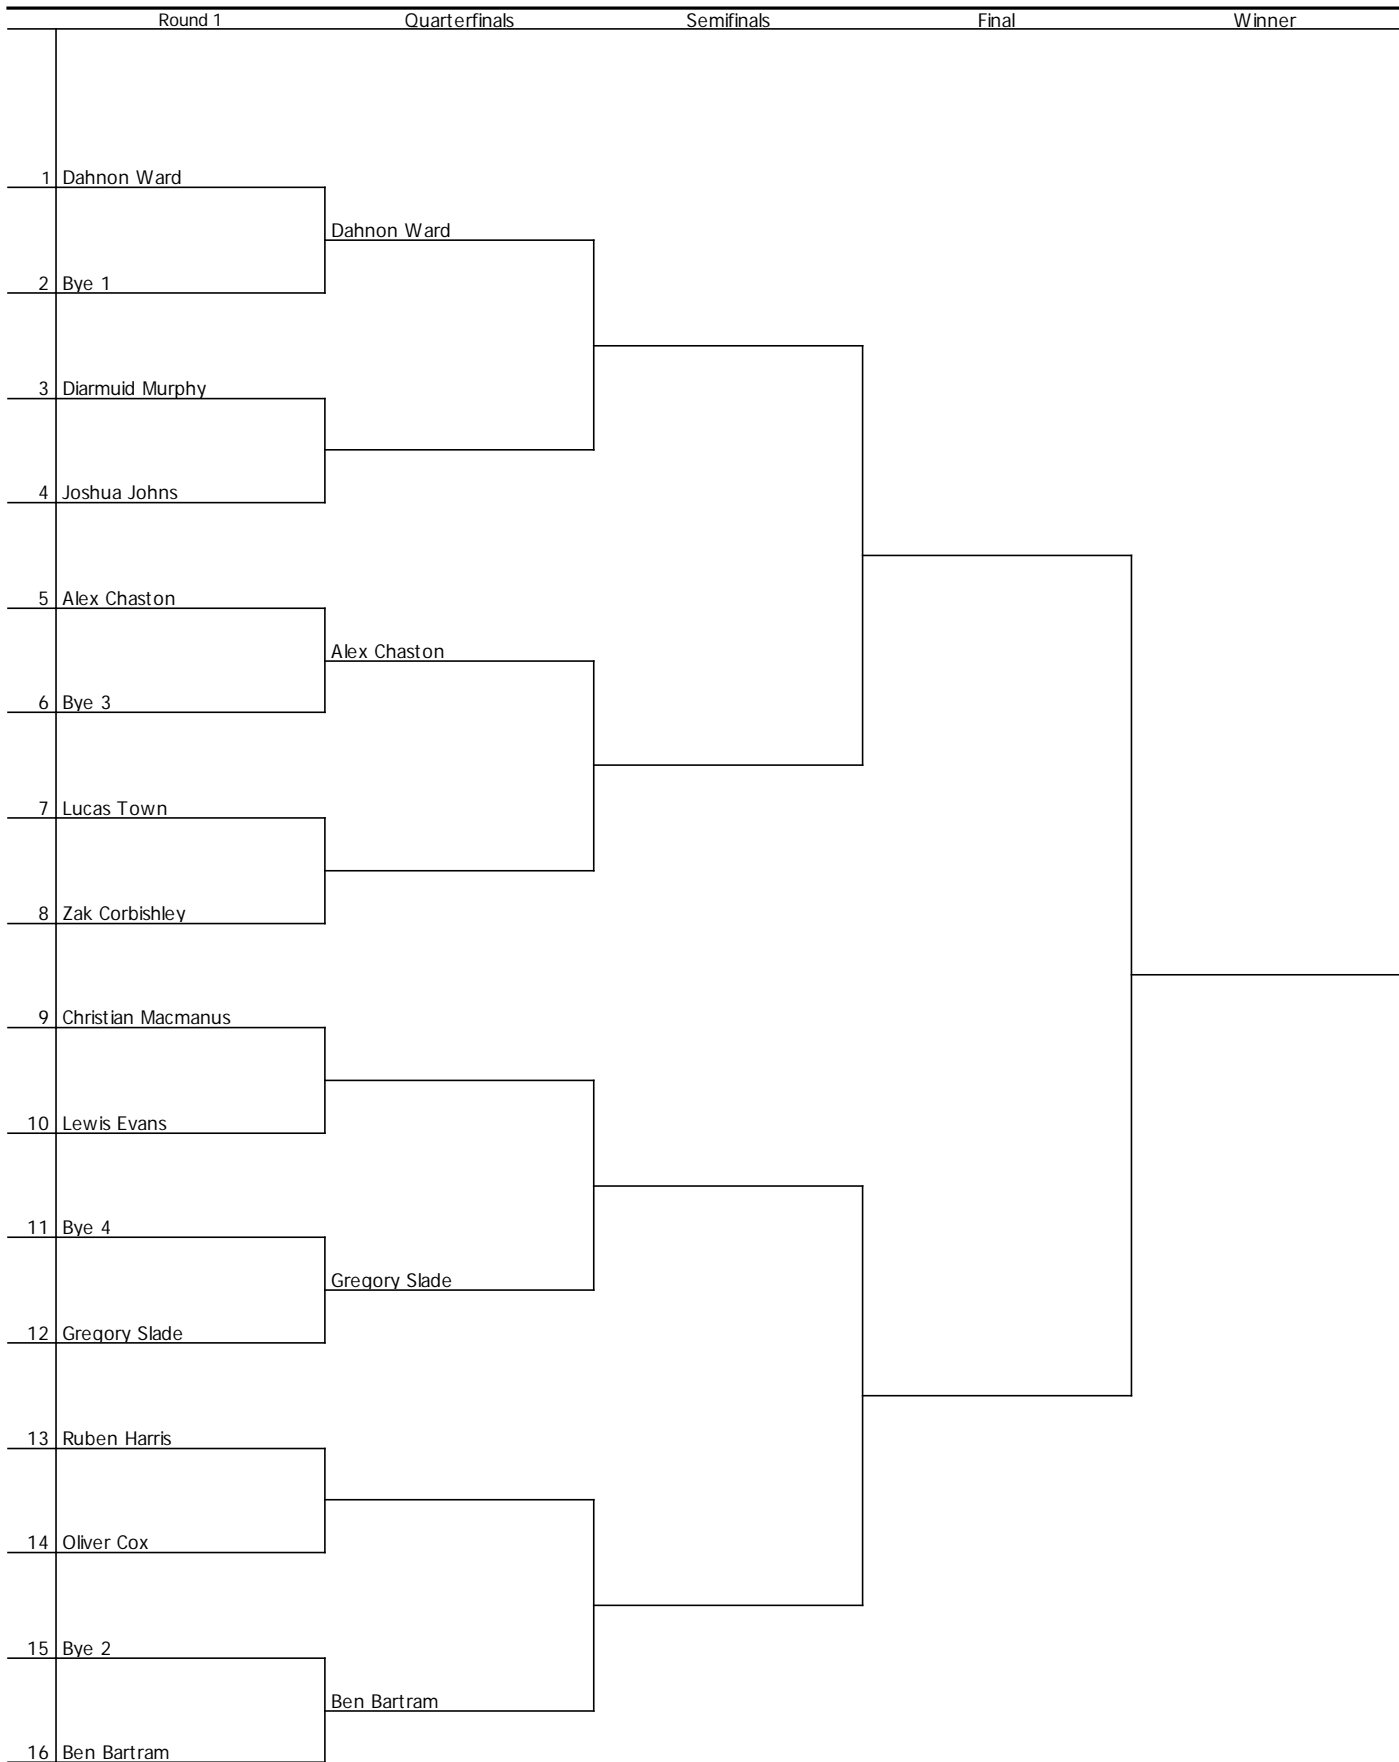 Round 1 Quarterfinals Semifinals Final Winner
1 Dahnon Ward
Dahnon Ward
2 Bye 1
3 Diarmuid Murphy
4 Joshua Johns
5 Alex Chaston
Alex Chaston
6 Bye 3
7 Lucas Town
8 Zak Corbishley
9 Christian Macmanus
10 Lewis Evans
11 Bye 4
Gregory Slade
12 Gregory Slade
13 Ruben Harris
14 Oliver Cox
15 Bye 2
Ben Bartram
16 Ben Bartram